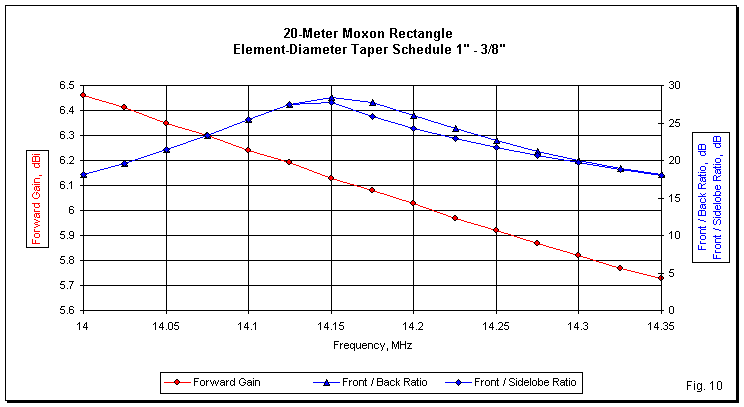 20-Meter Moxon Rectangle
Element-Diameter Taper Schedule 1" - 3/8"
6.5
6.4
6.3
6.2
6.1
6
5.9
5.8
5.7
5.6
Forward Gain, dBi
30
25
20
15
10
5
0
Front / Back Ratio, dB
Front / Sidelobe Ratio, dB
14
14.05
14.1
14.15
14.2
14.25
14.3
14.35
Frequency, MHz
Forward Gain
Front / Back Ratio
Front / Sidelobe Ratio
Fig. 10